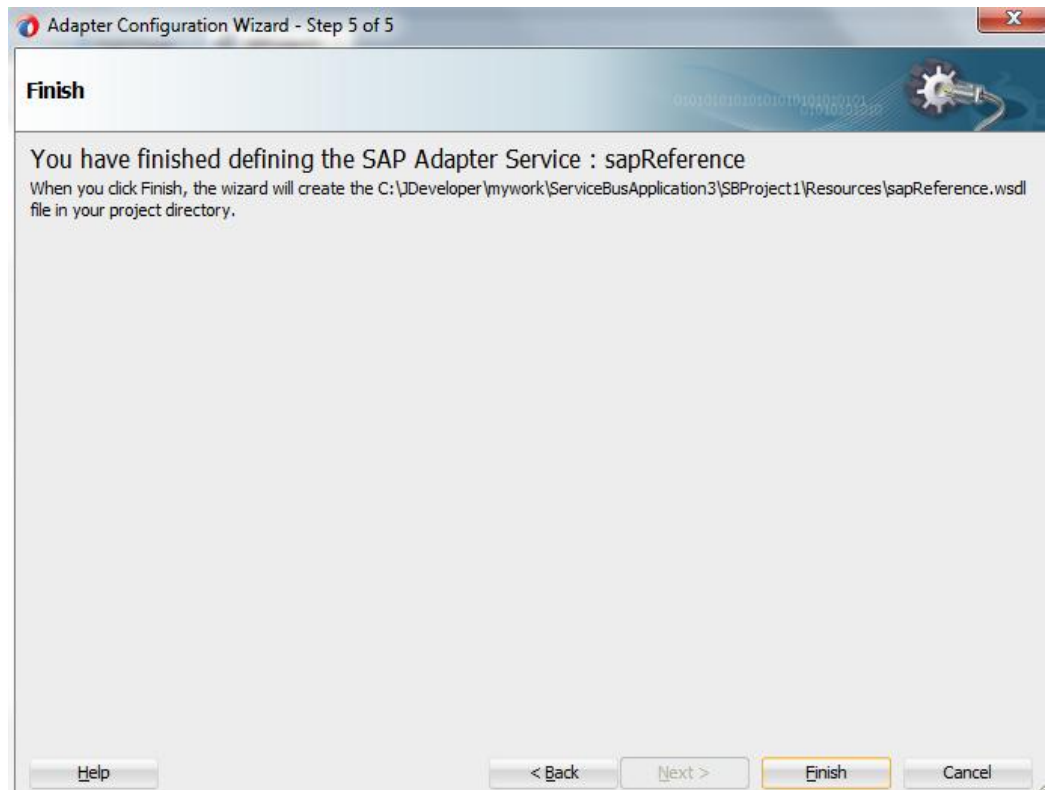 Adapter Configuration Wizard - Step 5 of 5
Finish
You have finished defining the SAP Adapter Service : sapReference
When you click Finish, the wizard will create the C:\JDeveloper\mywork\ServiceBusApplication3\SBProject1\Resources\sapReference.wsdl
file in your project directory.
Help
< Back
Next >
Finish
Cancel